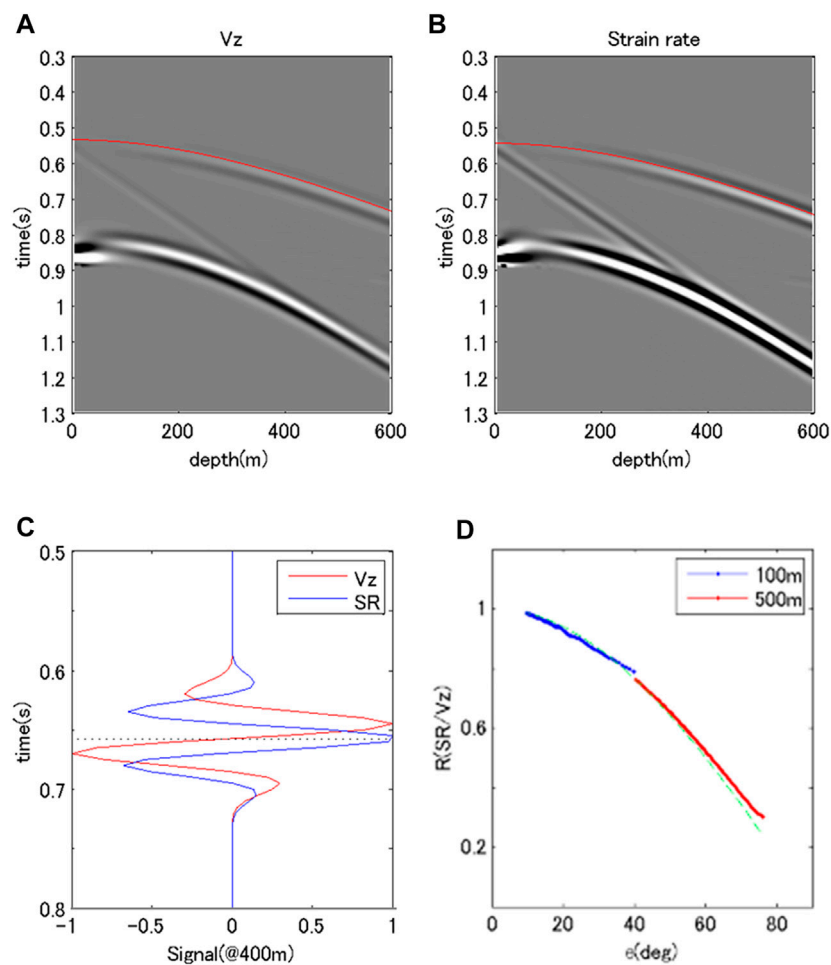 A
Vz
0.3
0.4
0.5
0.6
0.7
0.8
0.9
1
1.1
1.2
1.3
time(s)
0
200
400
600
depth(m)
B
Strain rate
0.3
0.4
0.5
0.6
0.7
0.8
0.9
1
1.1
1.2
1.3
time(s)
0
200
400
600
depth(m)
C
0.5
0.6
0.7
0.8
time(s)
Vz
SR
-1
-0.5
0
0.5
1
Signal(@400m)
D
100m
500m
1
0.6
0.2
R(SR/Vz)
0
20
40
60
80
e(deg)